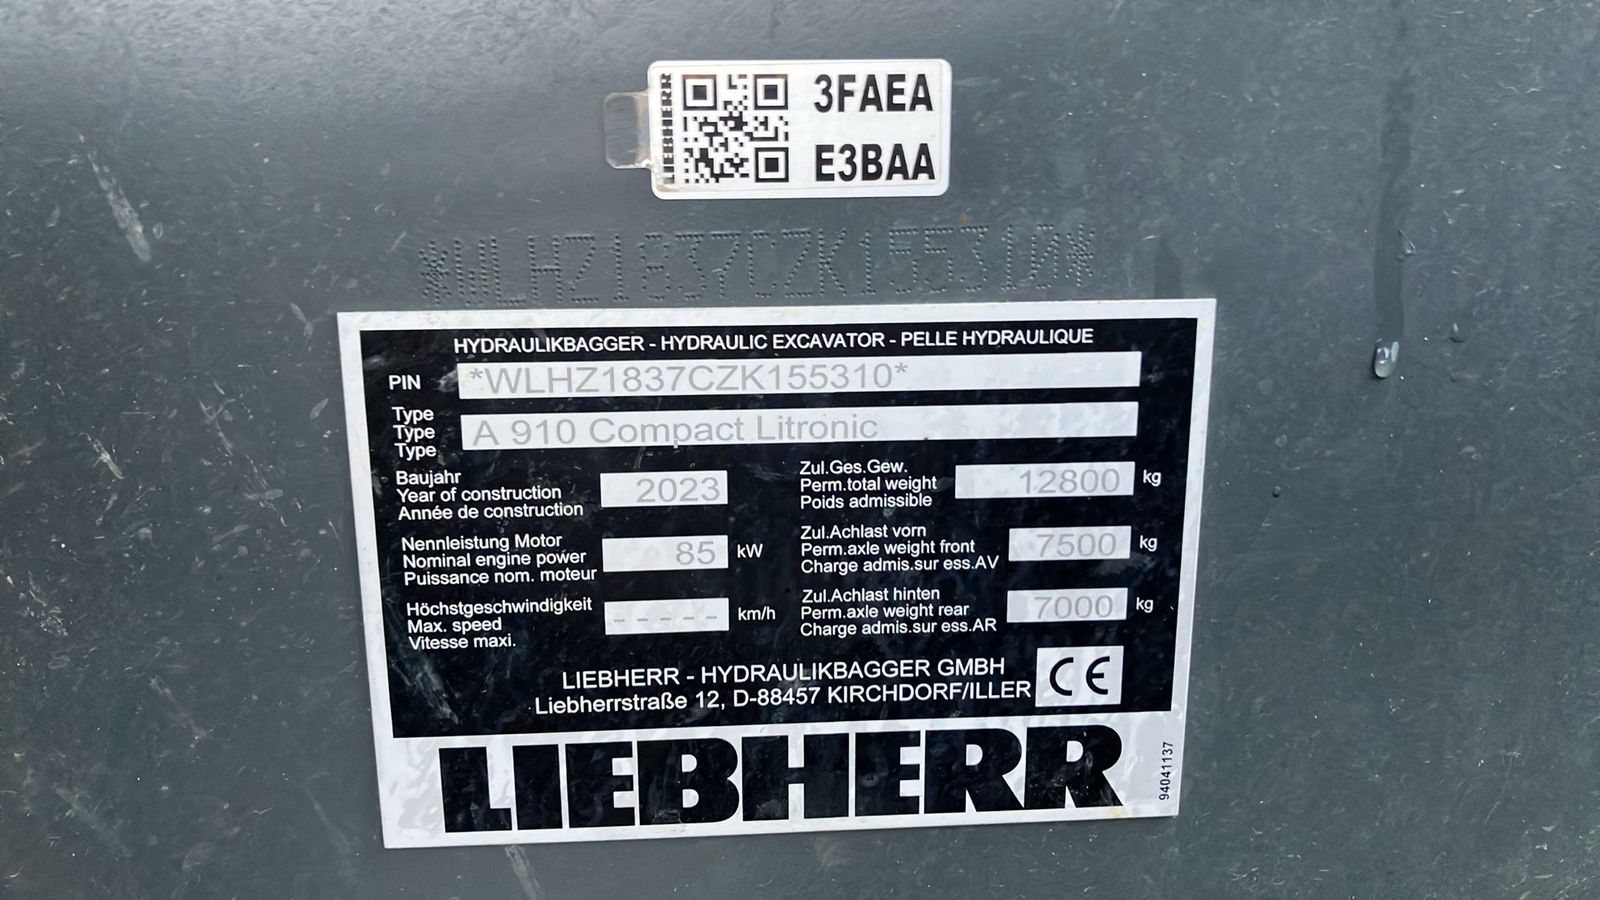 LIEBHERR
3FAEA
E3BAA
*WLHZ1837CZK155310*
HYDRAULIKBAGGER - HYDRAULIC EXCAVATOR - PELLE HYDRAULIQUE
PIN *WLHZ1837CZK155310*
Type
Type A 910 Compact Litronic
Type
Baujahr
Year of construction 2023
Année de construction
Zul.Ges.Gew.
Perm.total weight 12800 kg
Poids admissible
Nennleistung Motor
Nominal engine power 85 kW
Puissance nom. moteur
Zul.Achlast vorn
Perm.axle weight front 7500 kg
Charge admis.sur ess.AV
Höchstgeschwindigkeit
Max. speed - - - - - km/h
Vitesse maxi.
Zul.Achlast hinten
Perm.axle weight rear 7000 kg
Charge admis.sur ess.AR
LIEBHERR - HYDRAULIKBAGGER GMBH
Liebherrstraße 12, D-88457 KIRCHDORF/ILLER
CE
LIEBHERR
94041137